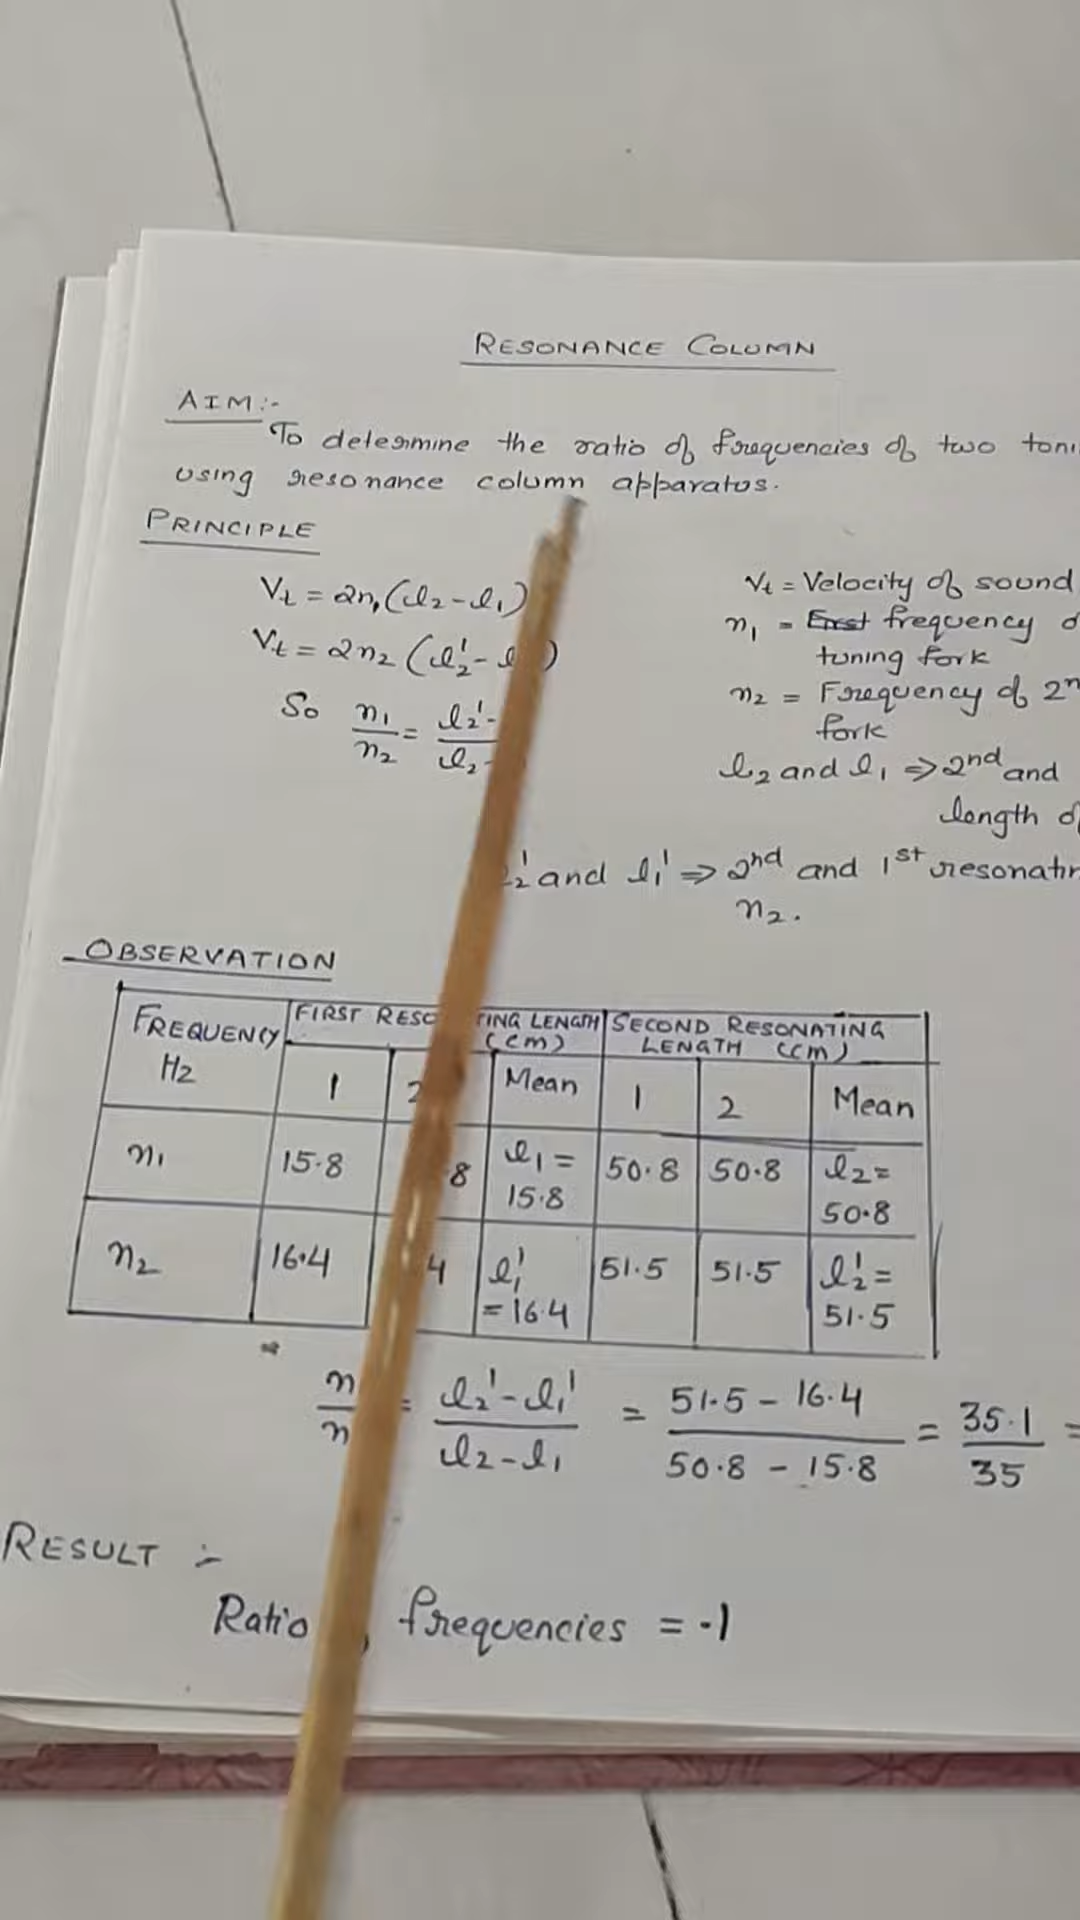 RESONANCE COLUMN
AIM:-
To determine the ratio of frequencies of two
using resonance column apparatus.
PRINCIPLE
Vt = 2n₁(l₂-l₁)
Vt = 2n₂(l₂'-l
So n₁/n₂ = l₂'-/l₂-
Vt = Velocity of sound
n₁ = frequency
tuning fork
n₂ = Frequency of 2
fork
l₂ and l₁ ⇒ 2nd and
length
l₂' and l₁' ⇒ 2nd and 1st
n₂.
OBSERVATION
FREQUENCY Hz
FIRST LENGTH (cm)
SECOND RESONATING LENGTH (cm)
1 2 Mean 1 2 Mean
n₁ 15.8 8 l₁ = 15.8 50.8 50.8 l₂ = 50.8
n₂ 16.4 4 l₁' = 16.4 51.5 51.5 l₂' = 51.5
n/n = l₂'-l₁'/l₂-l₁ = 51.5 - 16.4/50.8 - 15.8 = 35.1/35 =
RESULT :-
Ratio frequencies = -1